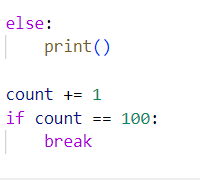 else:
    print()

count += 1
if count == 100:
    break